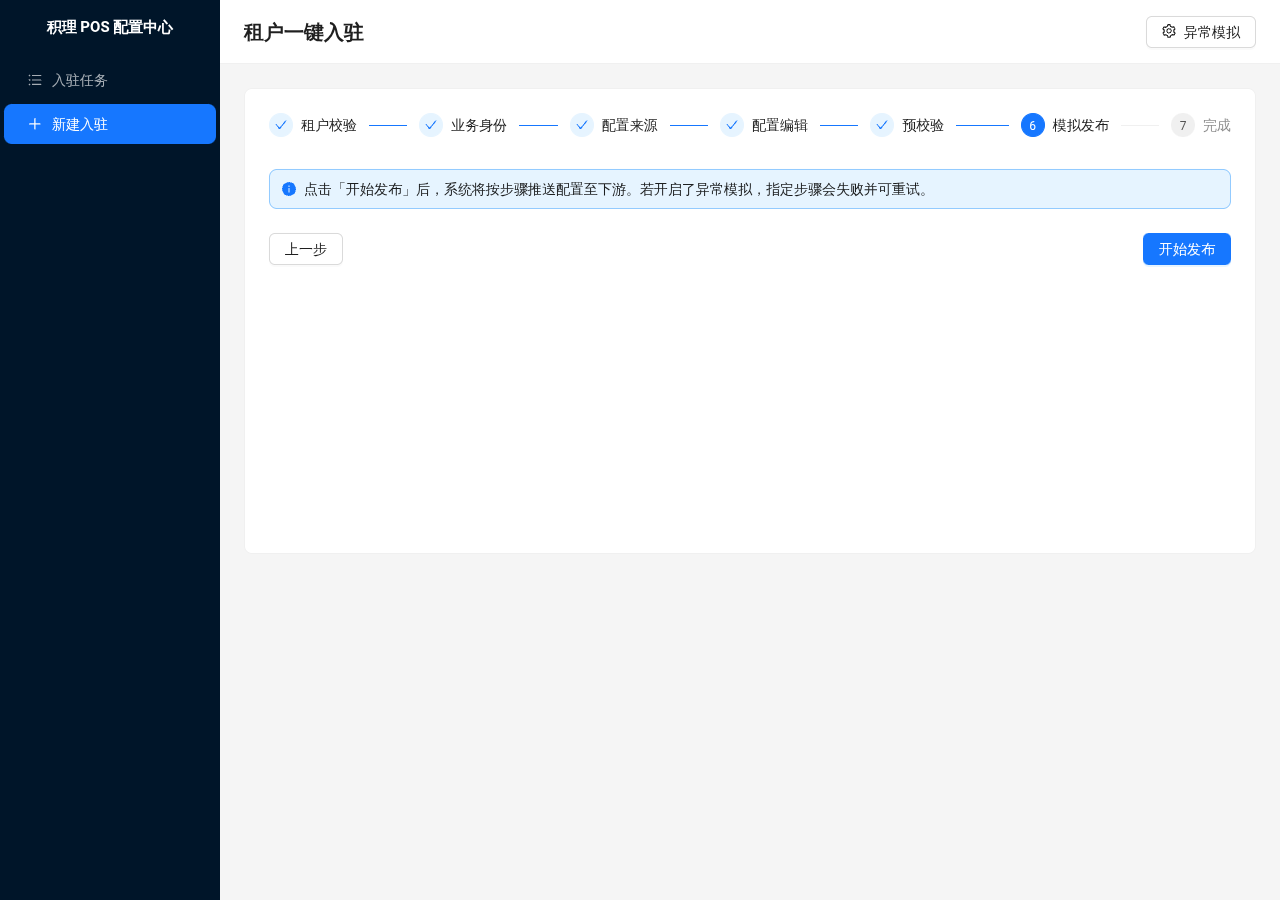 积理 POS 配置中心
入驻任务
新建入驻
租户一键入驻
异常模拟
租户校验
业务身份
配置来源
配置编辑
预校验
6 模拟发布
7 完成
点击「开始发布」后，系统将按步骤推送配置至下游。若开启了异常模拟，指定步骤会失败并可重试。
上一步
开始发布